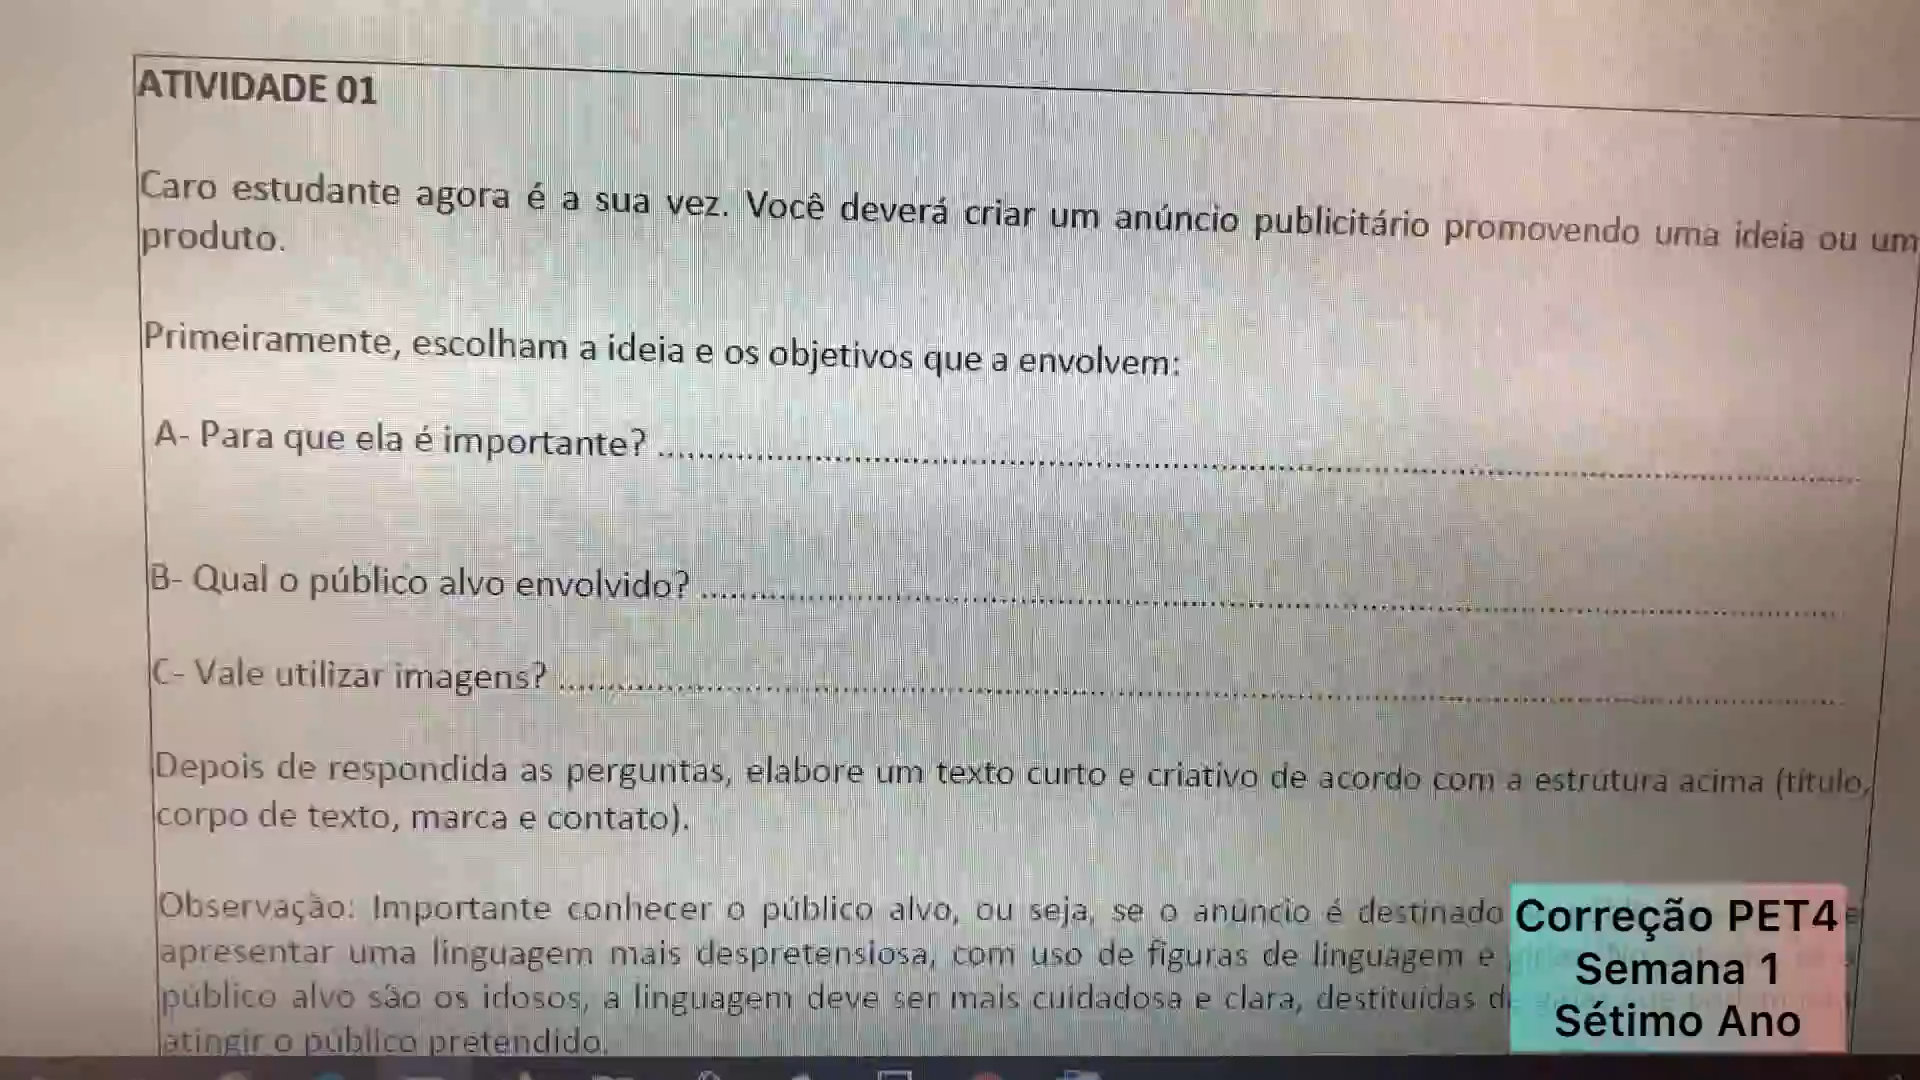 ATIVIDADE 01
Caro estudante agora é a sua vez. Você deverá criar um anúncio publicitário promovendo uma ideia ou um
produto.
Primeiramente, escolham a ideia e os objetivos que a envolvem:
A- Para que ela é importante? ........................................................................
B- Qual o público alvo envolvido? ........................................................................
C- Vale utilizar imagens? ........................................................................
Depois de respondida as perguntas, elabore um texto curto e criativo de acordo com a estrutura acima (título,
corpo de texto, marca e contato).
Observação: Importante conhecer o público alvo, ou seja, se o anúncio é destinado
apresentar uma linguagem mais despretensiosa, com uso de figuras de linguagem e
público alvo são os idosos, a linguagem deve ser mais cuidadosa e clara, destituídas
atingir o público pretendido.
Correção PET4
Semana 1
Sétimo Ano